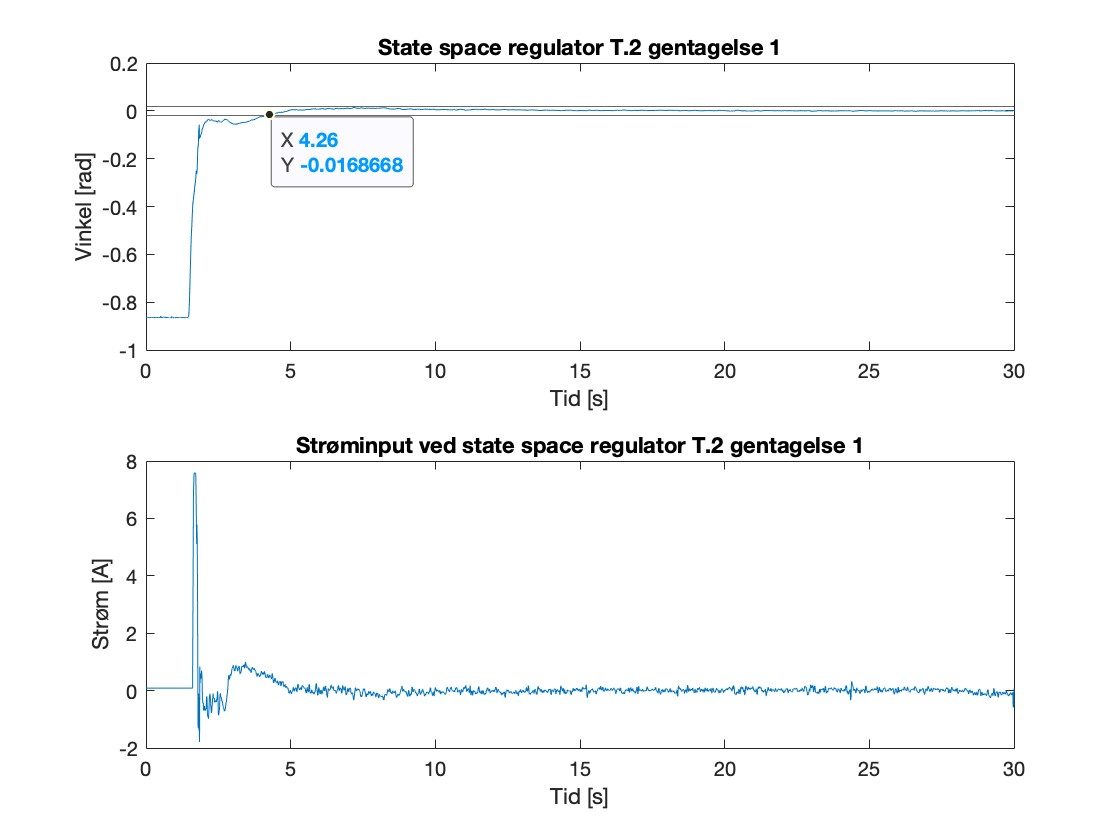 State space regulator T.2 gentagelse 1
0.2
0
-0.2
-0.4
-0.6
-0.8
-1
Vinkel [rad]
X 4.26
Y -0.0168668
0 5 10 15 20 25 30
Tid [s]
Strøminput ved state space regulator T.2 gentagelse 1
8
6
4
2
0
-2
Strøm [A]
0 5 10 15 20 25 30
Tid [s]